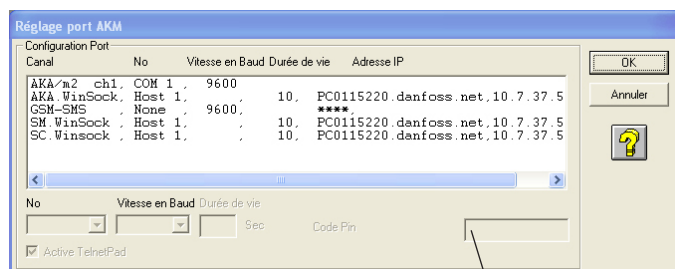 Réglage port AKM
Configuration Port
Canal No Vitesse en Baud Durée de vie Adresse IP
AKA/m2 ch1, COM 1 , 9600
AKA.WinSock, Host 1, , 10, PC0115220.danfoss.net,10.7.37.5
GSM-SMS , None , 9600, ****,
SM.WinSock , Host 1, , 10, PC0115220.danfoss.net,10.7.37.5
SC.Winsock , Host 1, , 10, PC0115220.danfoss.net,10.7.37.5
OK
Annuler
No Vitesse en Baud Durée de vie
Sec Code Pin
Active TelnetPad